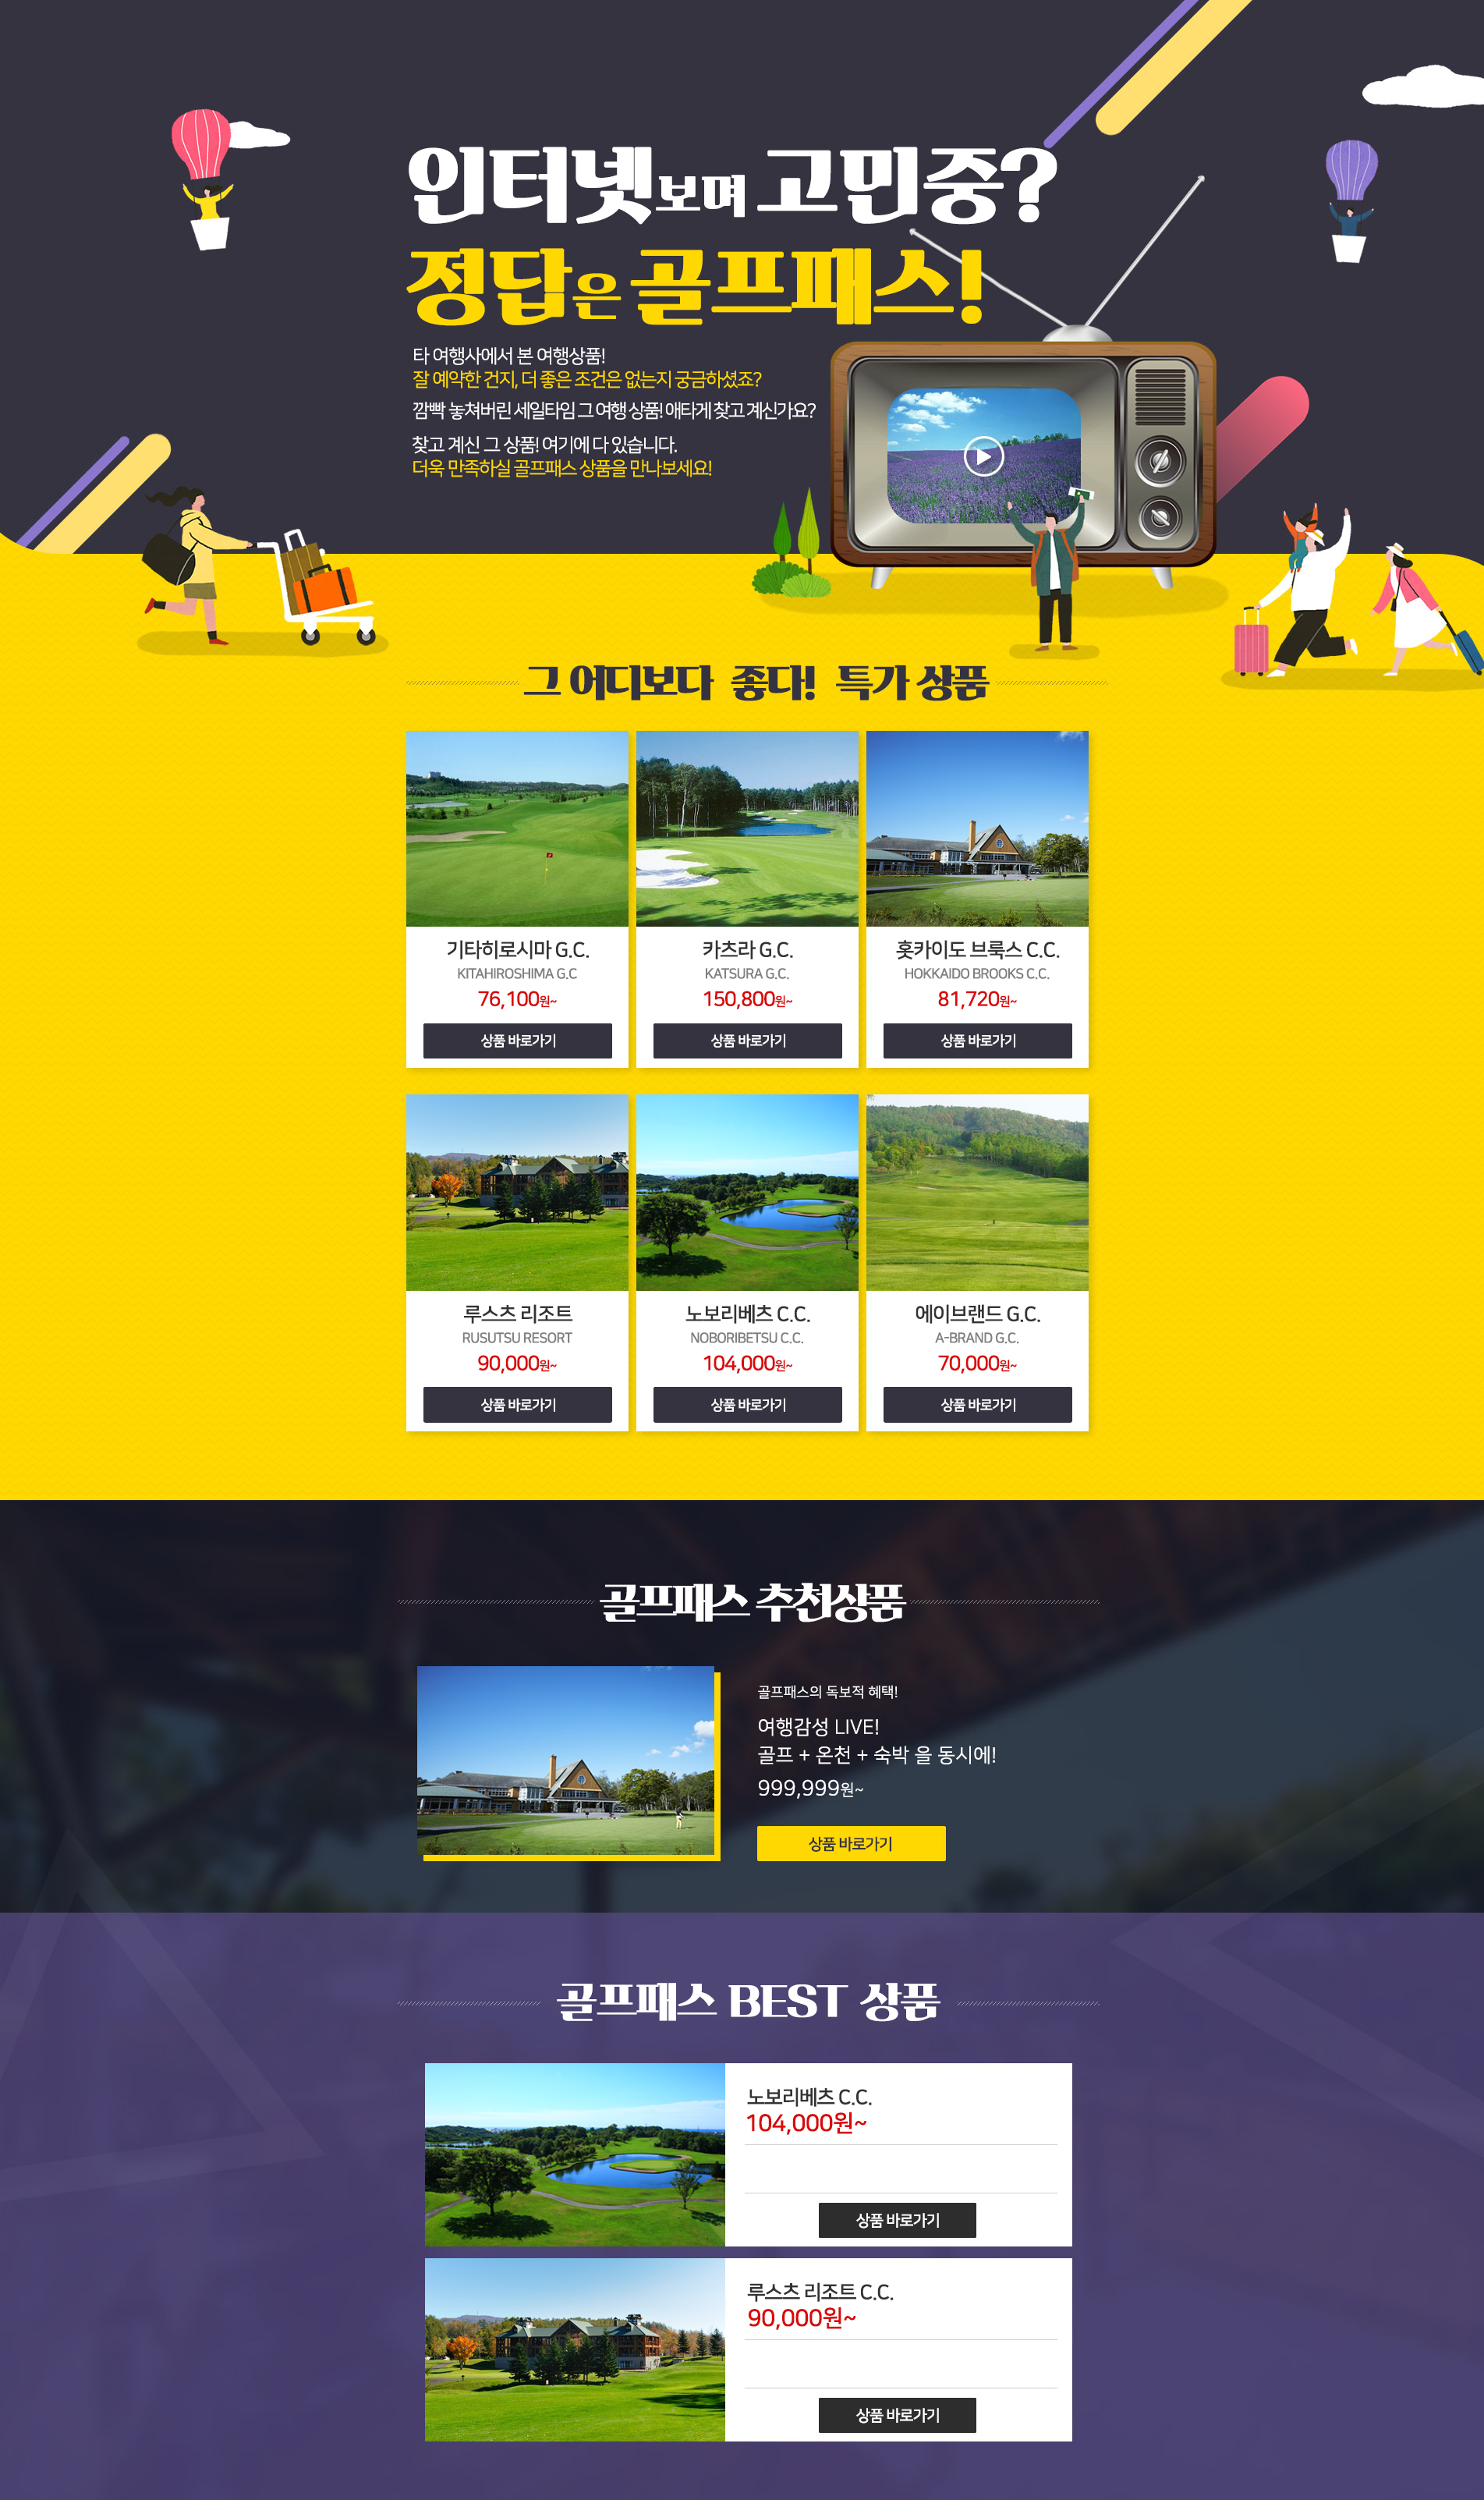 인터넷보며 고민중?
정답은 골프패스!
타 여행사에서 본 여행상품!
잘 예약한 건지, 더 좋은 조건은 없는지 궁금하셨죠?
깜빡 놓쳐버린 세일타임 그 여행 상품! 애타게 찾고 계신가요?
찾고 계신 그 상품! 여기에 다 있습니다.
더욱 만족하실 골프패스 상품을 만나보세요!
그 어디보다 좋다! 특가 상품
기타히로시마 G.C.
KITAHIROSHIMA G.C
76,100원~
상품 바로가기
카츠라 G.C.
KATSURA G.C.
150,800원~
상품 바로가기
홋카이도 브룩스 C.C.
HOKKAIDO BROOKS C.C.
81,720원~
상품 바로가기
루스츠 리조트
RUSUTSU RESORT
90,000원~
상품 바로가기
노보리베츠 C.C.
NOBORIBETSU C.C.
104,000원~
상품 바로가기
에이브랜드 G.C.
A-BRAND G.C.
70,000원~
상품 바로가기
골프패스 추천상품
골프패스의 독보적 혜택!
여행감성 LIVE!
골프 + 온천 + 숙박 을 동시에!
999,999원~
상품 바로가기
골프패스 BEST 상품
노보리베츠 C.C.
104,000원~
상품 바로가기
루스츠 리조트 C.C.
90,000원~
상품 바로가기